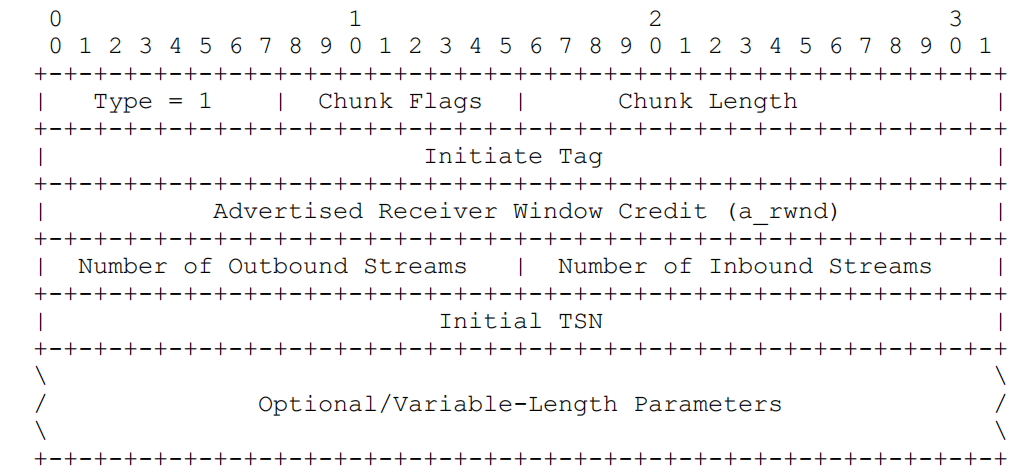 0                   1                   2                   3
0 1 2 3 4 5 6 7 8 9 0 1 2 3 4 5 6 7 8 9 0 1 2 3 4 5 6 7 8 9 0 1
+-+-+-+-+-+-+-+-+-+-+-+-+-+-+-+-+-+-+-+-+-+-+-+-+-+-+-+-+-+-+-+-+
|   Type = 1    |  Chunk Flags  |      Chunk Length             |
+-+-+-+-+-+-+-+-+-+-+-+-+-+-+-+-+-+-+-+-+-+-+-+-+-+-+-+-+-+-+-+-+
|                         Initiate Tag                          |
+-+-+-+-+-+-+-+-+-+-+-+-+-+-+-+-+-+-+-+-+-+-+-+-+-+-+-+-+-+-+-+-+
|           Advertised Receiver Window Credit (a_rwnd)          |
+-+-+-+-+-+-+-+-+-+-+-+-+-+-+-+-+-+-+-+-+-+-+-+-+-+-+-+-+-+-+-+-+
|  Number of Outbound Streams   |  Number of Inbound Streams    |
+-+-+-+-+-+-+-+-+-+-+-+-+-+-+-+-+-+-+-+-+-+-+-+-+-+-+-+-+-+-+-+-+
|                          Initial TSN                          |
+-+-+-+-+-+-+-+-+-+-+-+-+-+-+-+-+-+-+-+-+-+-+-+-+-+-+-+-+-+-+-+-+
\                                                               \
/              Optional/Variable-Length Parameters              /
\                                                               \
+-+-+-+-+-+-+-+-+-+-+-+-+-+-+-+-+-+-+-+-+-+-+-+-+-+-+-+-+-+-+-+-+